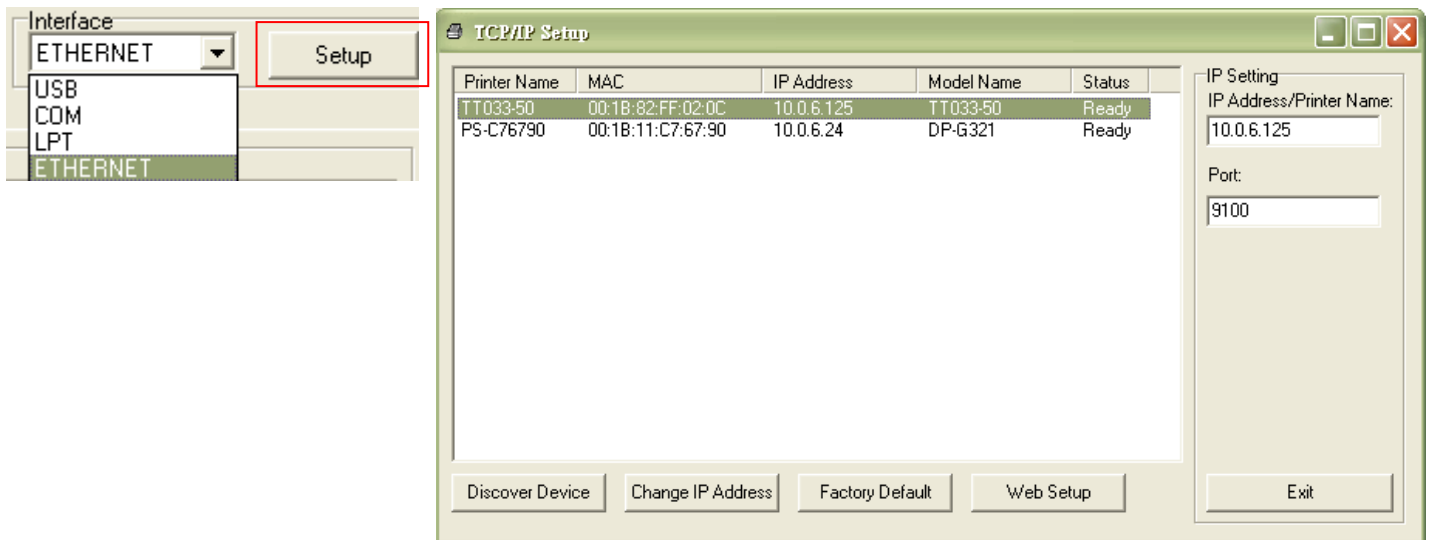 Interface
ETHERNET
Setup
USB
COM
LPT
ETHERNET
TCP/IP Setup
Printer Name MAC IP Address Model Name Status
TT033-50 00:1B:82:FF:02:0C 10.0.6.125 TT033-50 Ready
PS-C76790 00:1B:11:C7:67:90 10.0.6.24 DP-G321 Ready
IP Setting
IP Address/Printer Name:
10.0.6.125
Port:
9100
Discover Device Change IP Address Factory Default Web Setup Exit